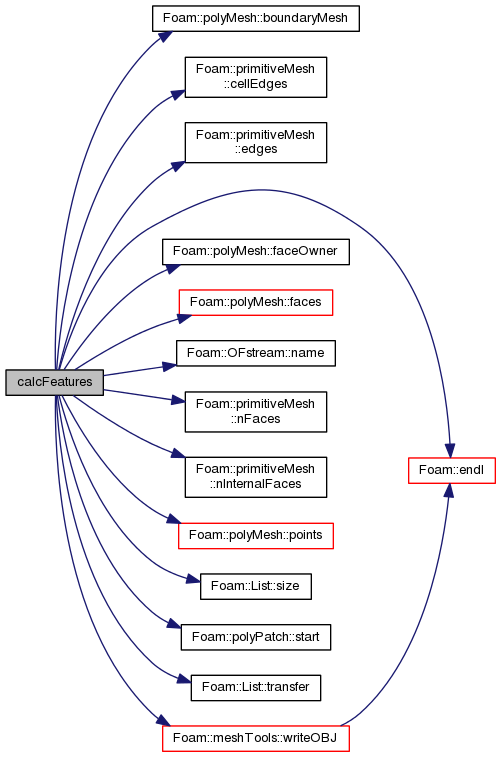 Foam::polyMesh::boundaryMesh
Foam::primitiveMesh
::cellEdges
Foam::primitiveMesh
::edges
Foam::polyMesh::faceOwner
Foam::polyMesh::faces
Foam::OFstream::name
calcFeatures
Foam::primitiveMesh
::nFaces
Foam::primitiveMesh
::nInternalFaces
Foam::endl
Foam::polyMesh::points
Foam::List::size
Foam::polyPatch::start
Foam::List::transfer
Foam::meshTools::writeOBJ